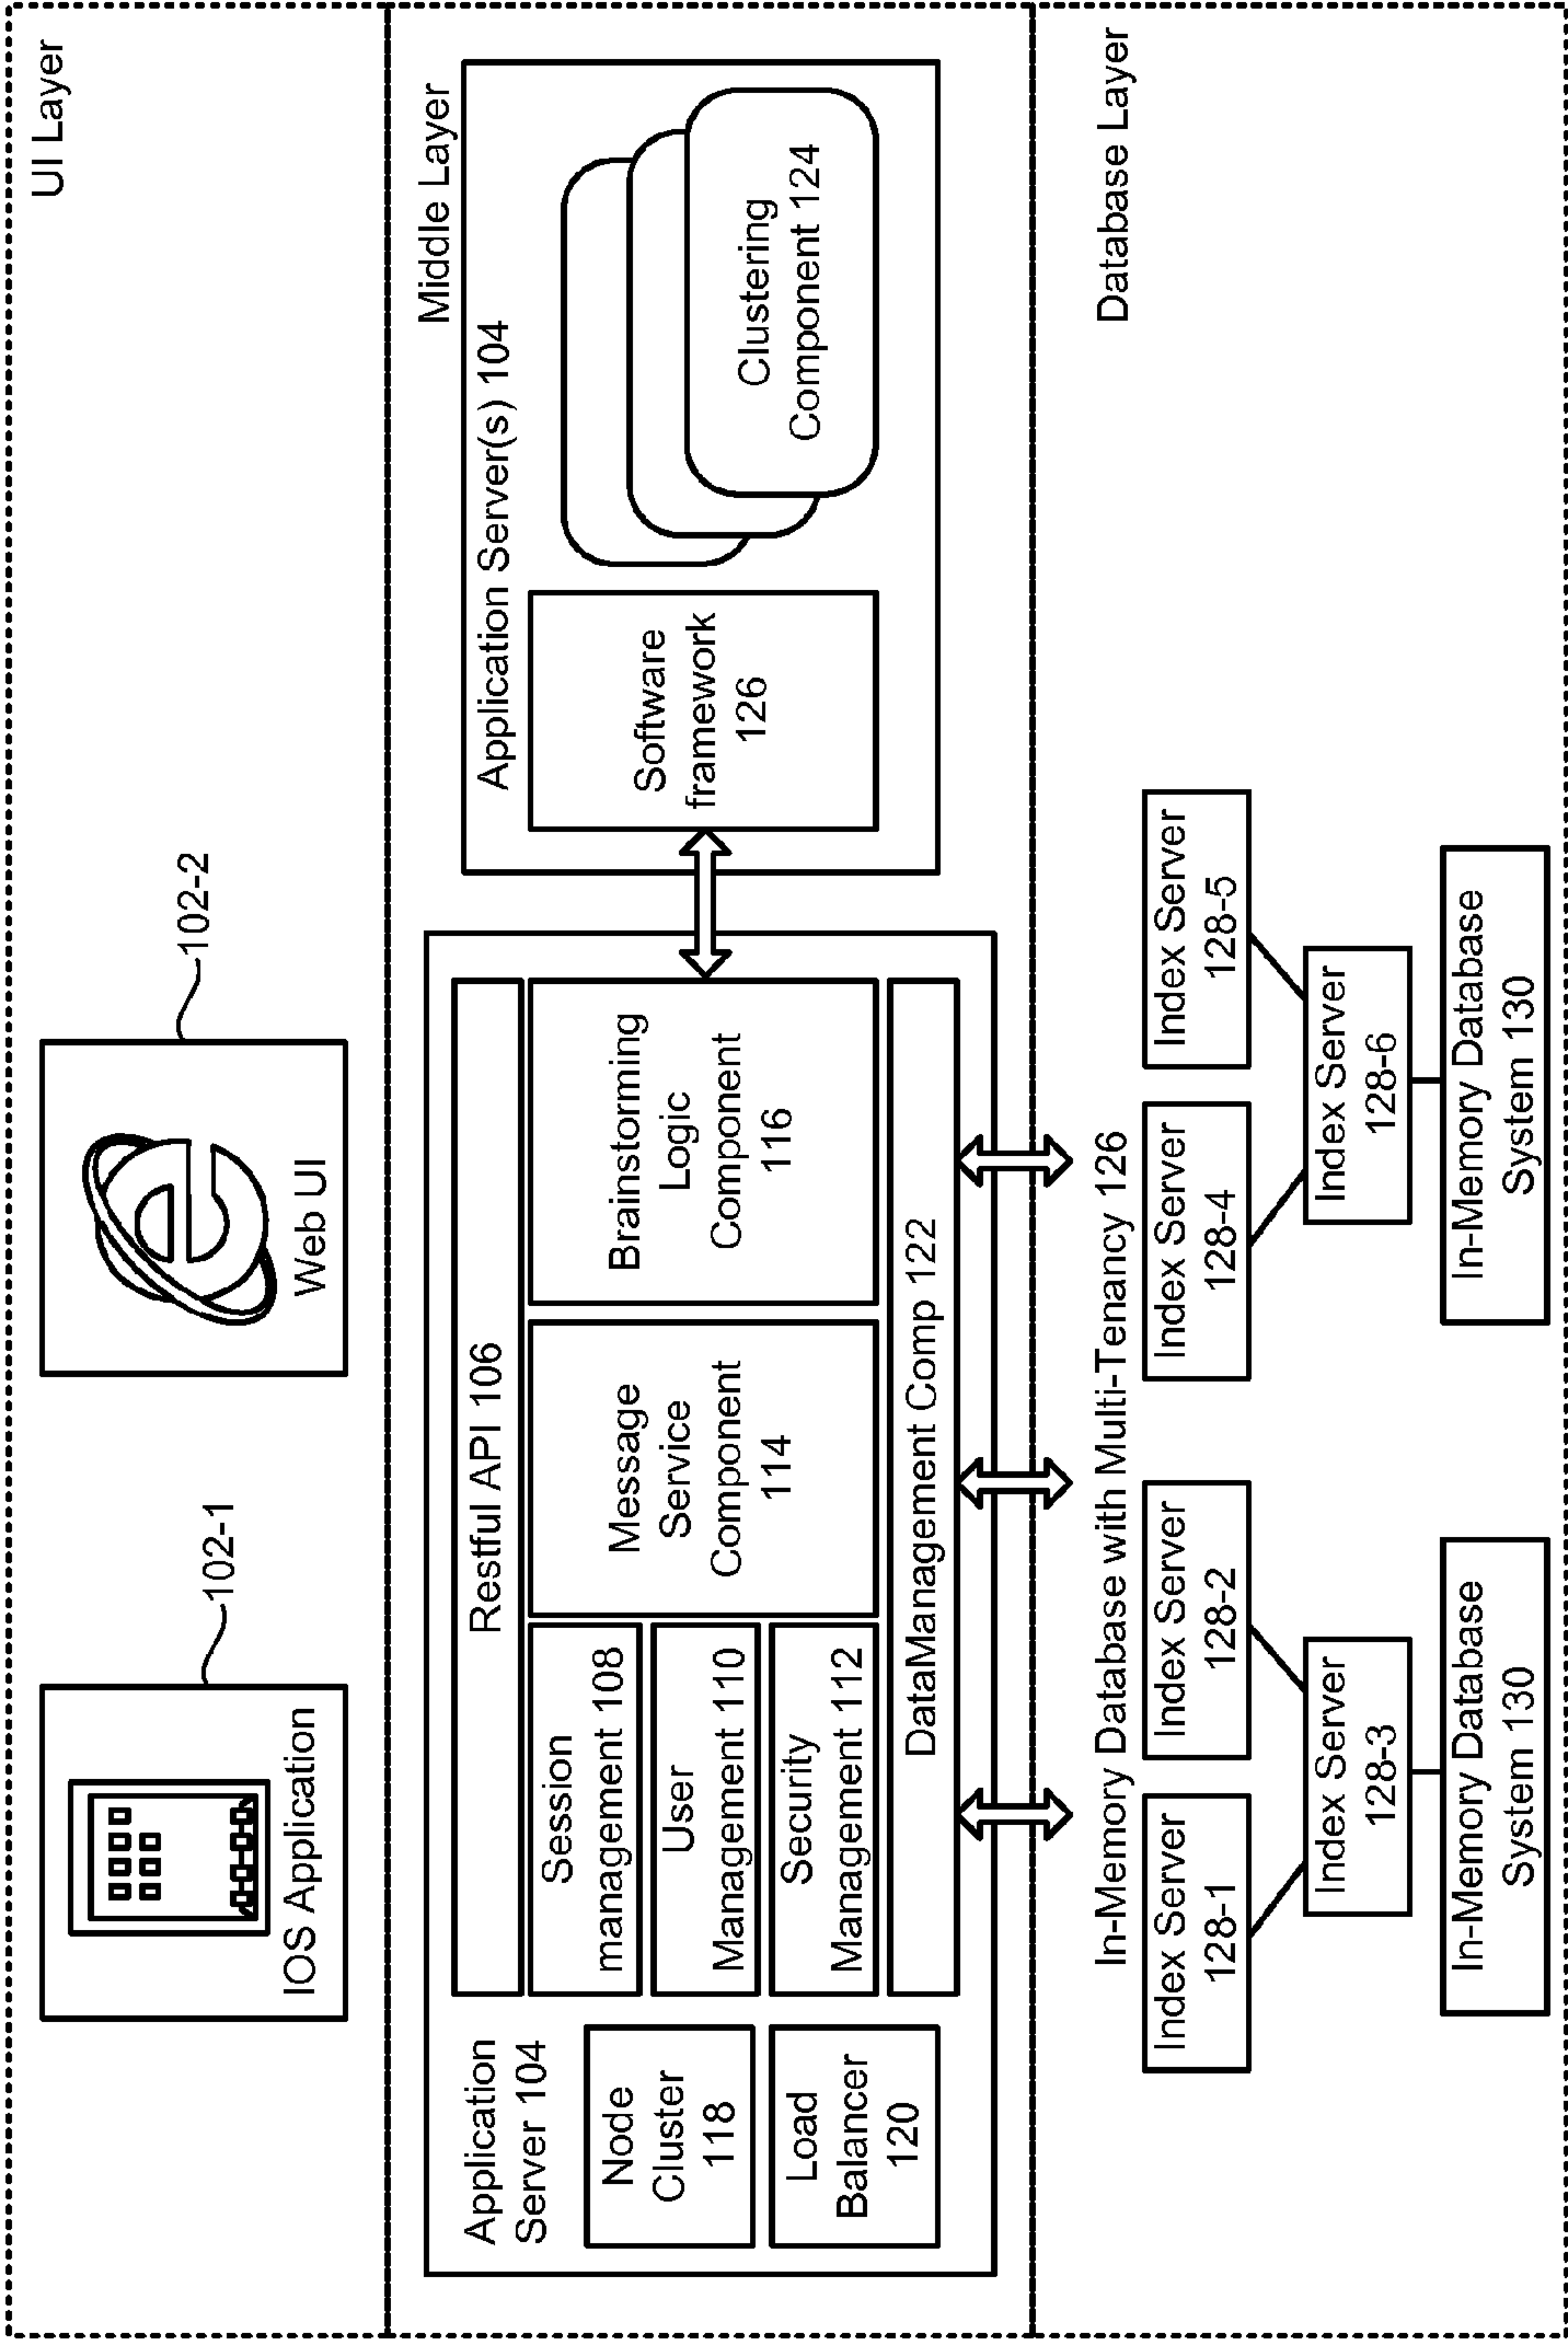 UI Layer
102-1
IOS Application
102-2
Web UI
Middle Layer
Application
Server 104
Node
Cluster
118
Load
Balancer
120
Restful API 106
Session
management 108
User
Management 110
Security
Management 112
Message
Service
Component
114
Brainstorming
Logic
Component
116
DataManagement Comp 122
Application Server(s) 104
Software
framework
126
Clustering
Component 124
Database Layer
In-Memory Database with Multi-Tenancy 126
Index Server
128-1
Index Server
128-2
Index Server
128-3
In-Memory Database
System 130
Index Server
128-4
Index Server
128-5
Index Server
128-6
In-Memory Database
System 130